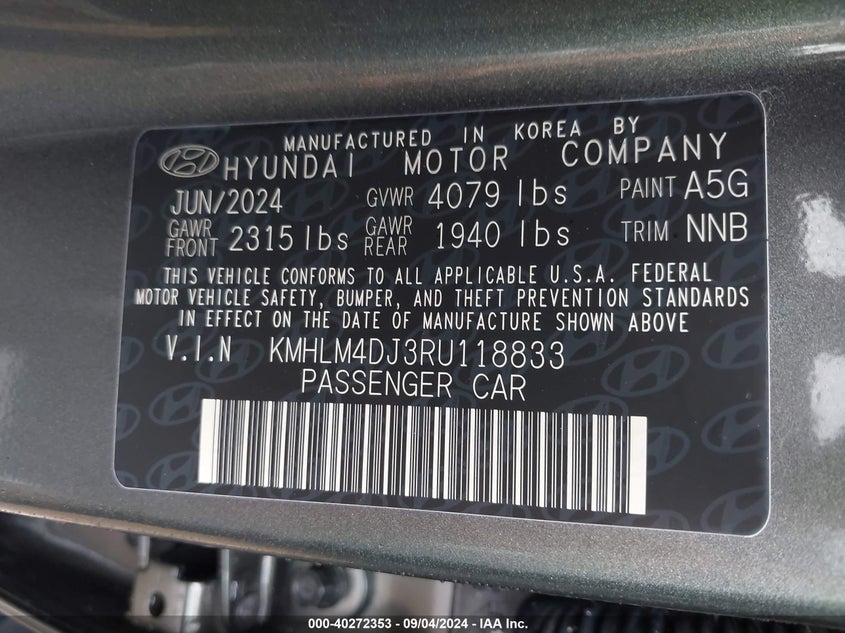 MANUFACTURED IN KOREA BY
HYUNDAI MOTOR COMPANY
JUN/2024 GVWR 4079 lbs PAINT A5G
GAWR FRONT 2315 lbs GAWR REAR 1940 lbs TRIM NNB
THIS VEHICLE CONFORMS TO ALL APPLICABLE U.S.A. FEDERAL
MOTOR VEHICLE SAFETY, BUMPER, AND THEFT PREVENTION STANDARDS
IN EFFECT ON THE DATE OF MANUFACTURE SHOWN ABOVE
V.I.N KMHLM4DJ3RU118833
PASSENGER CAR
000-40272353 - 09/04/2024 - IAA Inc.